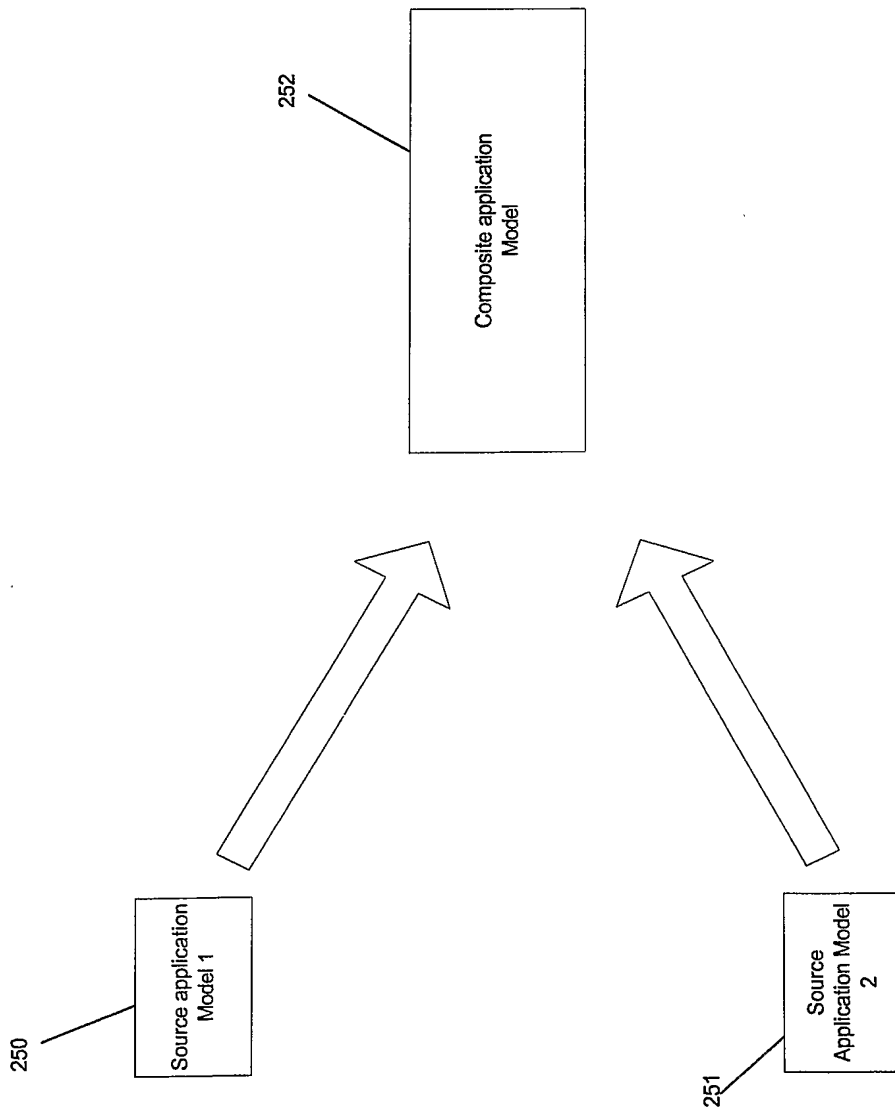 250
Source application
Model 1
251
Source
Application Model
2
252
Composite application
Model